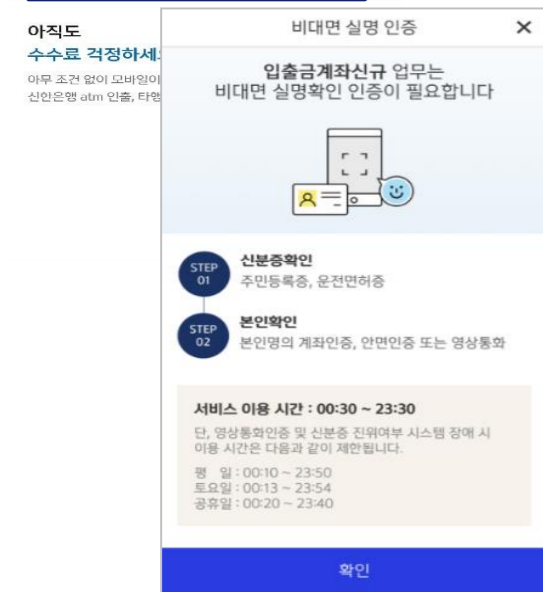 아직도
수수료 걱정하세
아무 조건 없이 모바일이
신한은행 atm 인출, 타행
비대면 실명 인증
입출금계좌신규 업무는
비대면 실명확인 인증이 필요합니다
STEP
01
신분증확인
주민등록증, 운전면허증
STEP
02
본인확인
본인명의 계좌인증, 안면인증 또는 영상통화
서비스 이용 시간 : 00:30 ~ 23:30
단, 영상통화인증 및 신분증 진위여부 시스템 장애 시
이용 시간은 다음과 같이 제한됩니다.
평 일 : 00:10 ~ 23:50
토요일 : 00:13 ~ 23:54
공휴일 : 00:20 ~ 23:40
확인